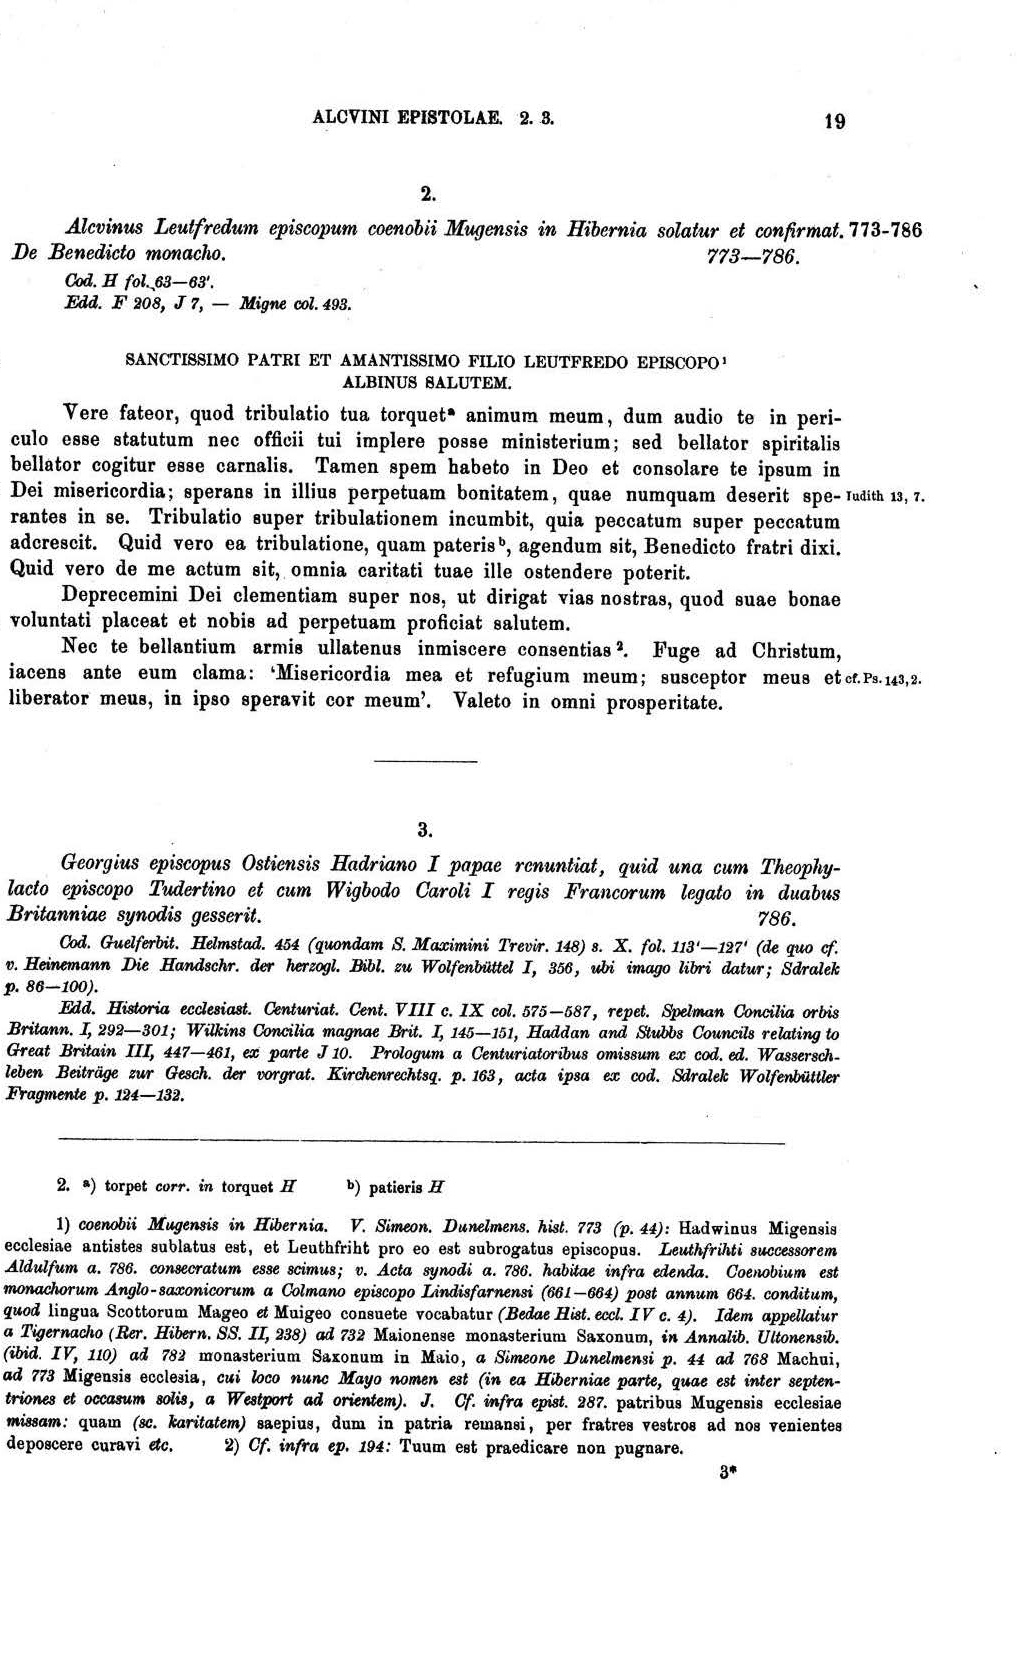 ALCVINI EPISTOLAE. 2. 3. 19
2.
Alcvinus Leutfredum episcopum coenobii Mugensis in Hibernia solatur et confirmat. 773-786
De Benedicto monacho. 773—786.
Cod. H fol. 63—63'.
Edd. F 208, J 7, — Migne col. 493.
SANCTISSIMO PATRI ET AMANTISSIMO FILIO LEUTFREDO EPISCOPO¹
ALBINUS SALUTEM.
Vere fateor, quod tribulatio tua torquetᵃ animum meum, dum audio te in peri-
culo esse statutum nec officii tui implere posse ministerium; sed bellator spiritalis
bellator cogitur esse carnalis. Tamen spem habeto in Deo et consolare te ipsum in
Dei misericordia; sperans in illius perpetuam bonitatem, quae numquam deserit spe- Iudith 13, 7.
rantes in se. Tribulatio super tribulationem incumbit, quia peccatum super peccatum
adcrescit. Quid vero ea tribulatione, quam paterisᵇ, agendum sit, Benedicto fratri dixi.
Quid vero de me actum sit, omnia caritati tuae ille ostendere poterit.
Deprecemini Dei clementiam super nos, ut dirigat vias nostras, quod suae bonae
voluntati placeat et nobis ad perpetuam proficiat salutem.
Nec te bellantium armis ullatenus inmiscere consentias². Fuge ad Christum,
iacens ante eum clama: 'Misericordia mea et refugium meum; susceptor meus et cf. Ps. 143, 2.
liberator meus, in ipso speravit cor meum'. Valeto in omni prosperitate.
3.
Georgius episcopus Ostiensis Hadriano I papae renuntiat, quid una cum Theophy-
lacto episcopo Tudertino et cum Wigbodo Caroli I regis Francorum legato in duabus
Britanniae synodis gesserit. 786.
Cod. Guelferbit. Helmstad. 454 (quondam S. Maximini Trevir. 148) s. X. fol. 113'—127' (de quo cf.
v. Heinemann Die Handschr. der herzogl. Bibl. zu Wolfenbüttel I, 356, ubi imago libri datur; Sdralek
p. 86—100).
Edd. Historia ecclesiast. Centuriat. Cent. VIII c. IX col. 575—587, repet. Spelman Concilia orbis
Britann. I, 292—301; Wilkins Concilia magnae Brit. I, 145—151, Haddan and Stubbs Councils relating to
Great Britain III, 447—461, ex parte J 10. Prologum a Centuriatoribus omissum ex cod. ed. Wassersch-
leben Beiträge zur Gesch. der vorgrat. Kirchenrechtsq. p. 163, acta ipsa ex cod. Sdralek Wolfenbüttler
Fragmente p. 124—132.
2. ᵃ) torpet corr. in torquet H ᵇ) patieris H
1) coenobii Mugensis in Hibernia. V. Simeon. Dunelmens. hist. 773 (p. 44): Hadwinus Migensis
ecclesiae antistes sublatus est, et Leuthfriht pro eo est subrogatus episcopus. Leuthfrihti successorem
Aldulfum a. 786. consecratum esse scimus; v. Acta synodi a. 786. habitae infra edenda. Coenobium est
monachorum Anglo-saxonicorum a Colmano episcopo Lindisfarnensi (661—664) post annum 664. conditum,
quod lingua Scottorum Mageo et Muigeo consuete vocabatur (Bedae Hist. eccl. IV c. 4). Idem appellatur
a Tigernacho (Rer. Hibern. SS. II, 238) ad 732 Maionense monasterium Saxonum, in Annalib. Ultonensib.
(ibid. IV, 110) ad 782 monasterium Saxonum in Maio, a Simeone Dunelmensi p. 44 ad 768 Machui,
ad 773 Migensis ecclesia, cui loco nunc Mayo nomen est (in ea Hiberniae parte, quae est inter septen-
triones et occasum solis, a Westport ad orientem). J. Cf. infra epist. 287. patribus Mugensis ecclesiae
missam: quam (sc. karitatem) saepius, dum in patria remansi, per fratres vestros ad nos venientes
deposcere curavi etc. 2) Cf. infra ep. 194: Tuum est praedicare non pugnare.
3*